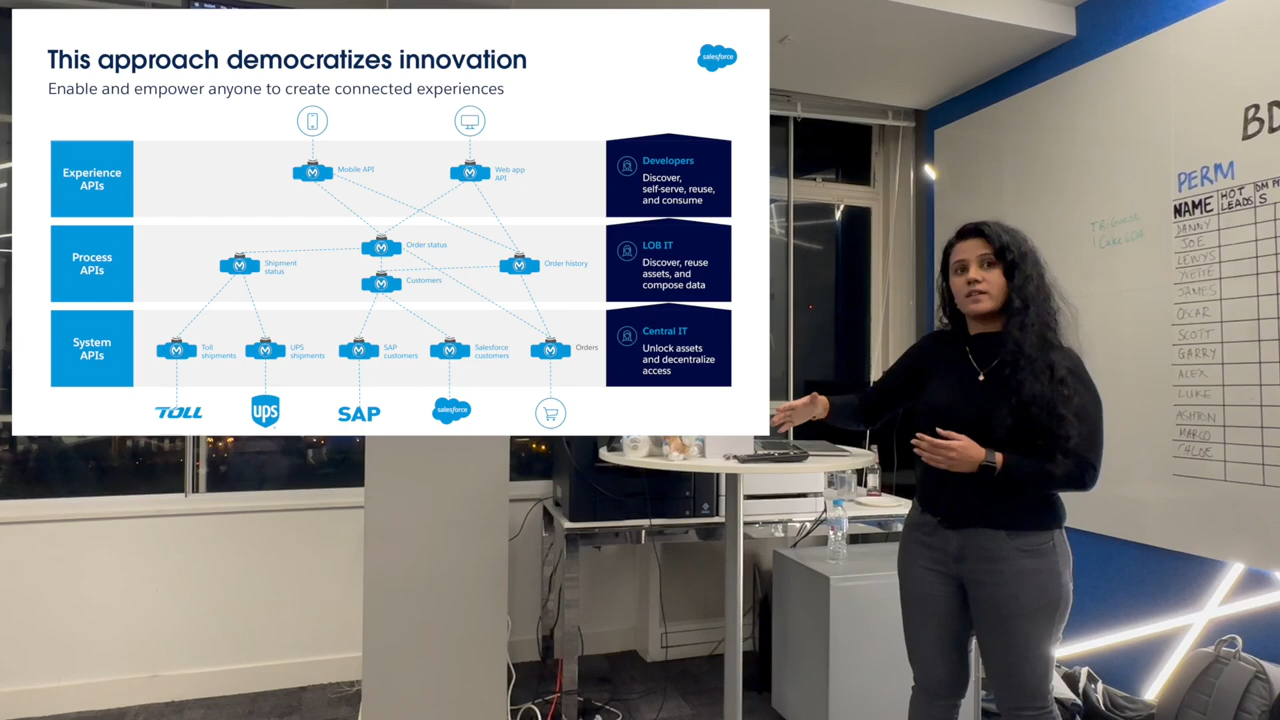 This approach democratizes innovation
salesforce
Enable and empower anyone to create connected experiences
Experience
APIs
Mobile API
Web app
API
Developers
Discover,
self-serve, reuse,
and consume
Process
APIs
Shipment
status
Order status
Customers
Order history
LOB IT
Discover, reuse
assets, and
compose data
System
APIs
Toll
shipments
UPS
shipments
SAP
customers
Salesforce
customers
Orders
Central IT
Unlock assets
and decentralize
access
TOLL
ups
SAP
salesforce
BD
PERM
NAME
HOT
LEADS
DM
S
DANNY
JOE
LEWYS
YVETTE
JAMES
OSCAR
SCOTT
GARRY
ALEX
LUKE
ASHTON
MARCO
CHLOE